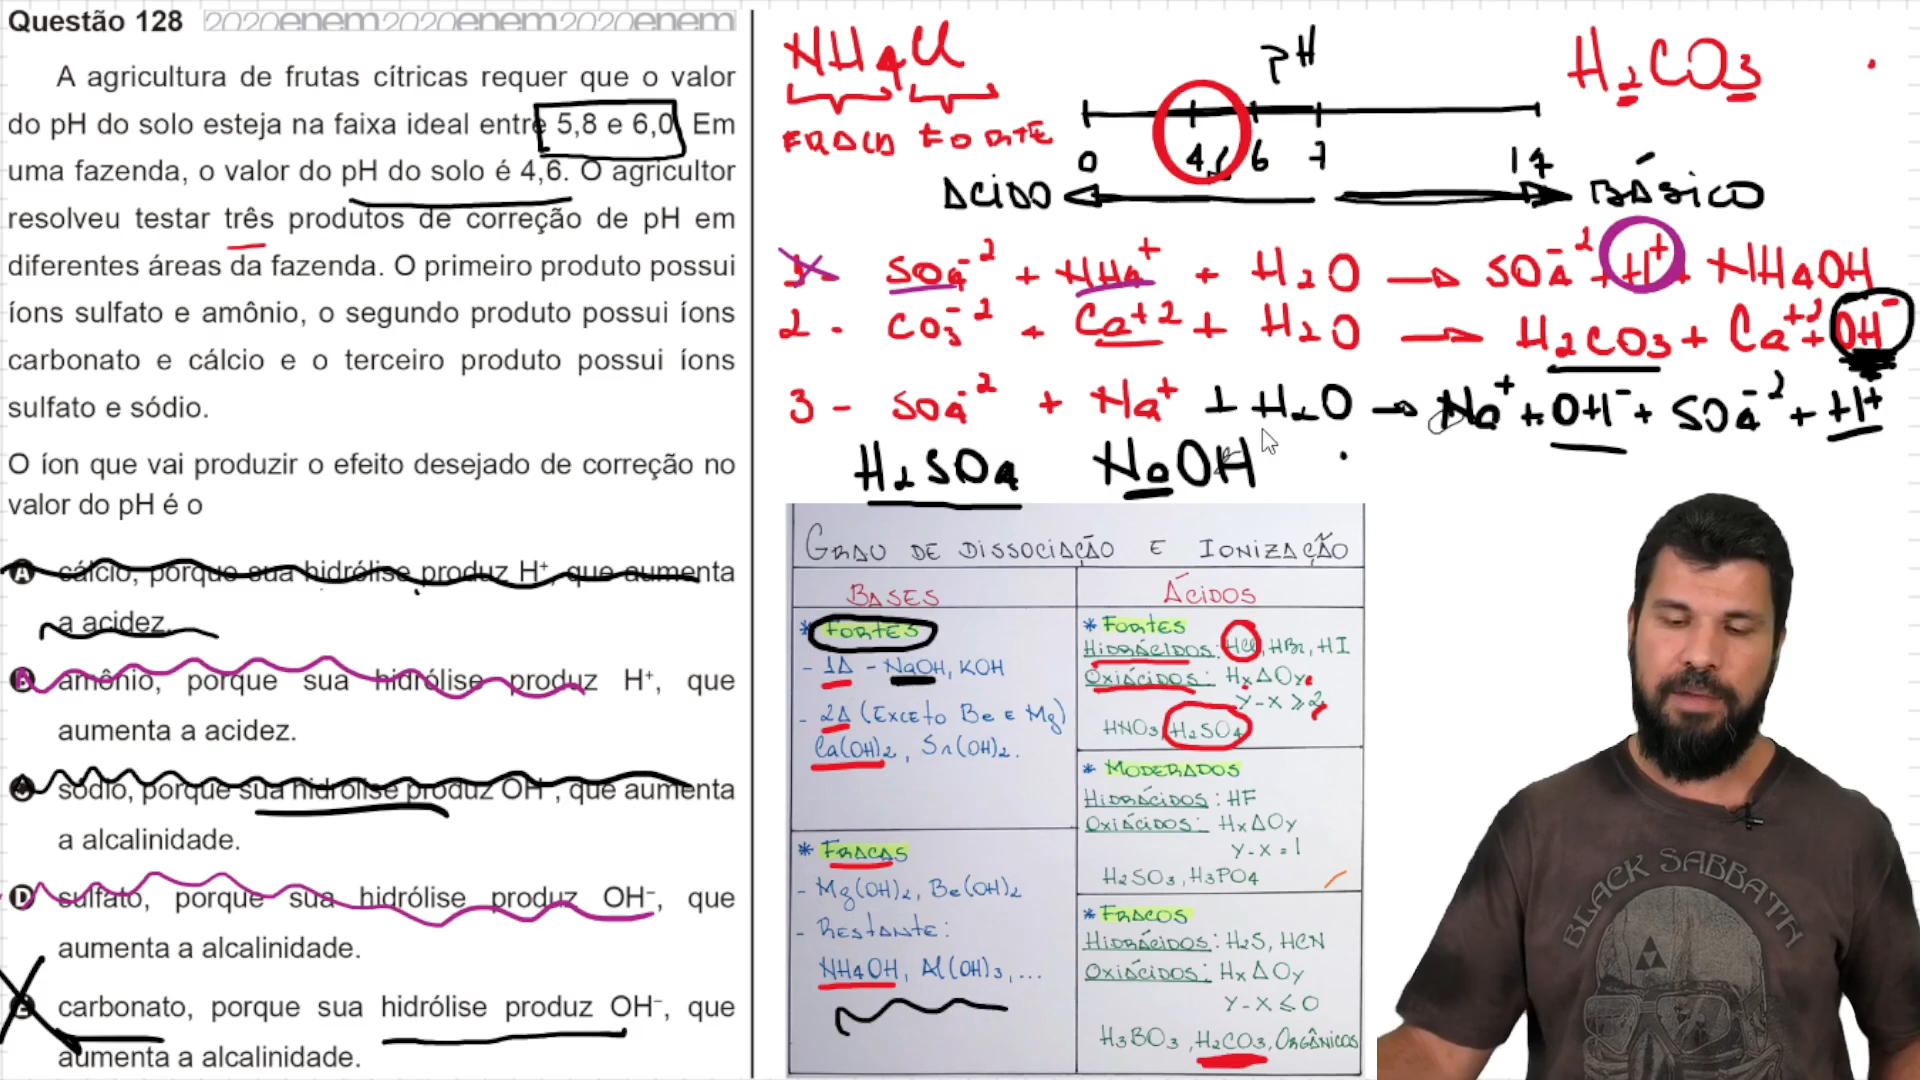 Questão 128
2020enem2020enem2020enem
A agricultura de frutas cítricas requer que o valor
do pH do solo esteja na faixa ideal entre 5,8 e 6,0. Em
uma fazenda, o valor do pH do solo é 4,6. O agricultor
resolveu testar três produtos de correção de pH em
diferentes áreas da fazenda. O primeiro produto possui
íons sulfato e amônio, o segundo produto possui íons
carbonato e cálcio e o terceiro produto possui íons
sulfato e sódio.
O íon que vai produzir o efeito desejado de correção no
valor do pH é o
A cálcio, porque sua hidrólise produz H⁺, que aumenta
a acidez.
B amônio, porque sua hidrólise produz H⁺, que
aumenta a acidez.
sódio, porque sua hidrólise produz OH⁻, que aumenta
a alcalinidade.
D sulfato, porque sua hidrólise produz OH⁻, que
aumenta a alcalinidade.
carbonato, porque sua hidrólise produz OH⁻, que
aumenta a alcalinidade.
NH4Cl
FRACA FORTE
pH
0 4,6 6 7 14
ÁCIDO BÁSICO
H2CO3
1- SO4⁻² + NH4⁺ + H2O → SO4⁻² + H⁺ + NH4OH
2- CO3⁻² + Ca⁺² + H2O → H2CO3 + Ca⁺² + OH⁻
3- SO4⁻² + Na⁺ + H2O → Na⁺ + OH⁻ + SO4⁻² + H⁺
H2SO4 NaOH
GRAU DE DISSOCIAÇÃO E IONIZAÇÃO
BASES
* FORTES
- 1A - NaOH, KOH
- 2A (EXCETO Be E Mg)
Ca(OH)2, Sr(OH)2.
* FRACAS
- Mg(OH)2, Be(OH)2
- RESTANTE:
NH4OH, Al(OH)3, ...
ÁCIDOS
* FORTES
HIDRÁCIDOS: HCl, HBr, HI
OXIÁCIDOS: HxAOy
y-x ≥ 2
HNO3, H2SO4
* MODERADOS
HIDRÁCIDOS: HF
OXIÁCIDOS: HxAOy
y-x = 1
H2SO3, H3PO4
* FRACOS
HIDRÁCIDOS: H2S, HCN
OXIÁCIDOS: HxAOy
y-x ≤ 0
H3BO3, H2CO3, ORGÂNICOS
BLACK SABBATH